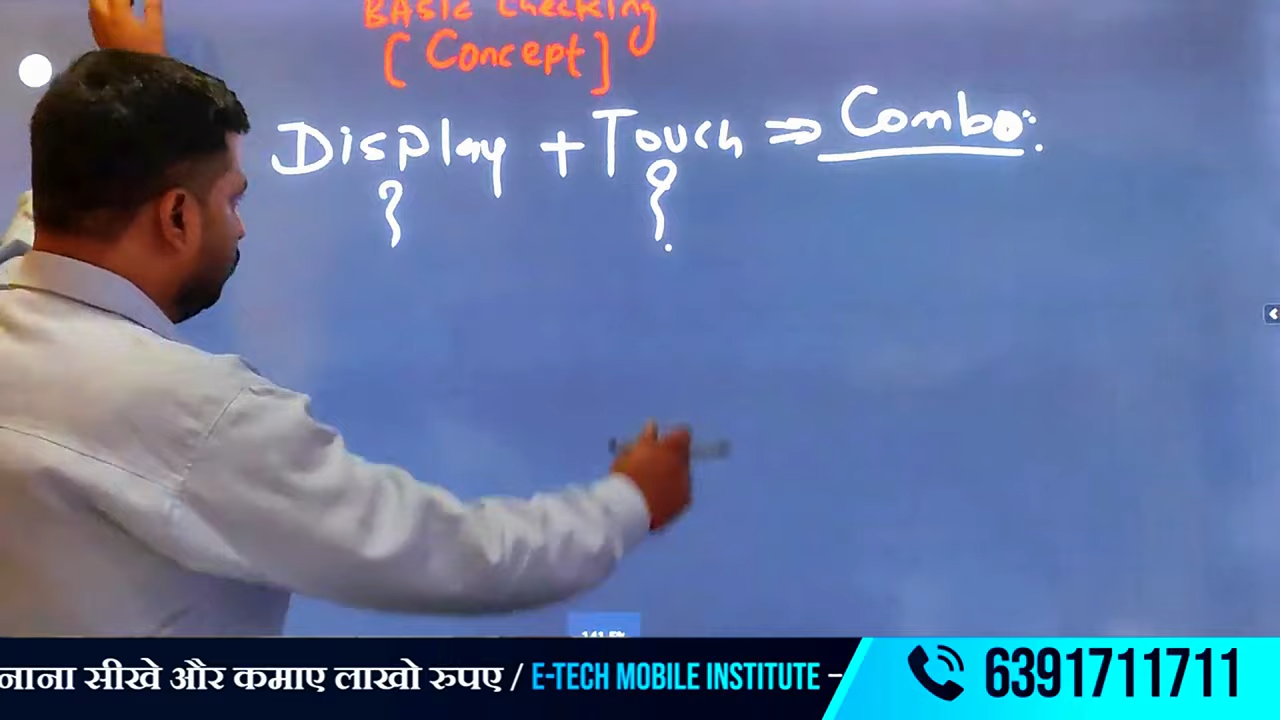 Basic Checking
[Concept]
Display + Touch ⇒ Combo:.
? ?
नाना सीखे और कमाए लाखो रुपए / E-TECH MOBILE INSTITUTE –
6391711711